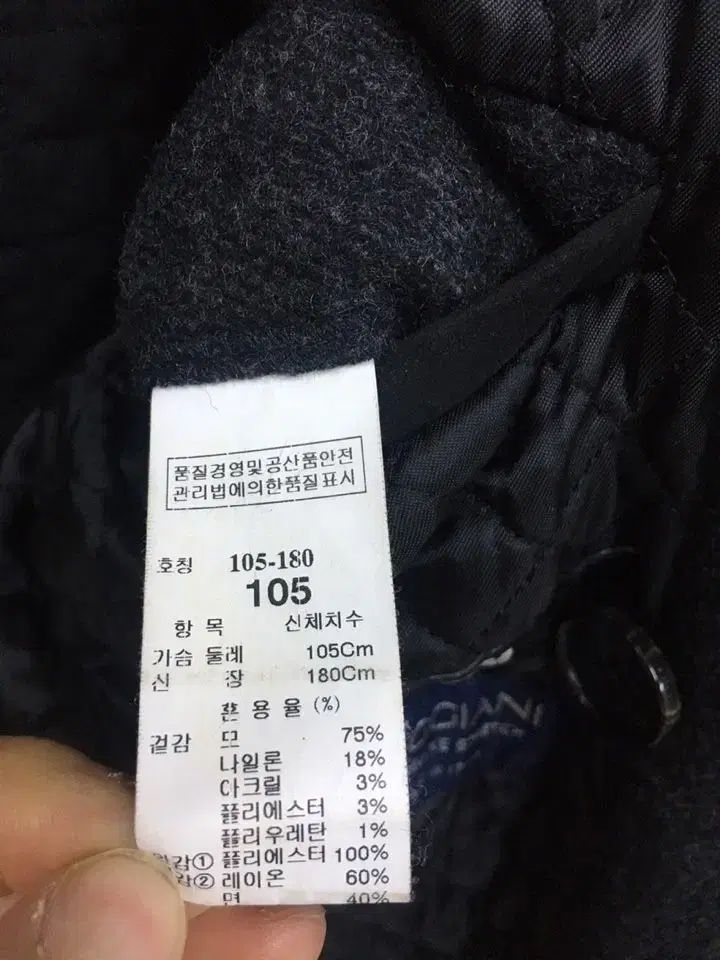 품질경영및공산품안전
관리법에의한품질표시
호칭 105-180
105
항 목 신체치수
가슴 둘레 105Cm
신 장 180Cm
혼 용 율 (%)
겉감 모 75%
나일론 18%
아크릴 3%
폴리에스터 3%
폴리우레탄 1%
감① 폴리에스터 100%
감② 레이온 60%
면 40%
GIANI